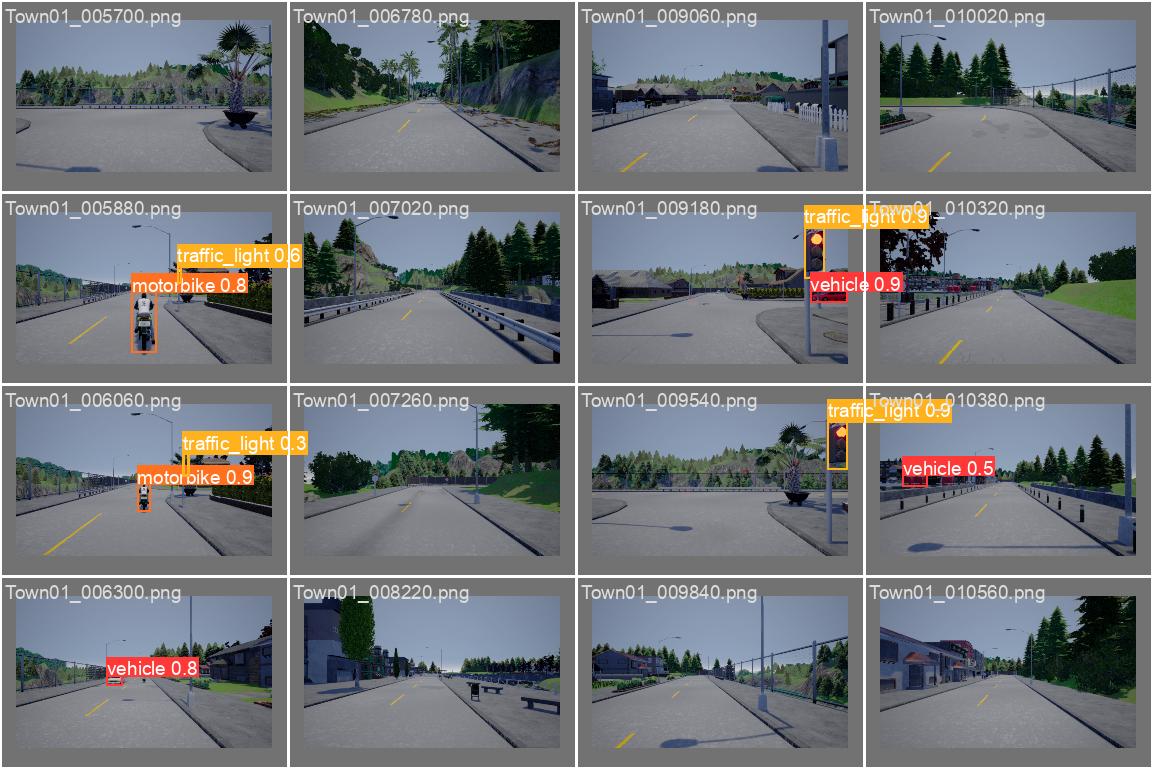 Town01_005700.png
Town01_006780.png
Town01_009060.png
Town01_010020.png
Town01_005880.png
traffic_light 0.6
motorbike 0.8
Town01_007020.png
Town01_009180.png
traffic_light 0.9
vehicle 0.9
Town01_010320.png
Town01_006060.png
traffic_light 0.3
motorbike 0.9
Town01_007260.png
Town01_009540.png
traffic_light 0.9
Town01_010380.png
vehicle 0.5
Town01_006300.png
vehicle 0.8
Town01_008220.png
Town01_009840.png
Town01_010560.png